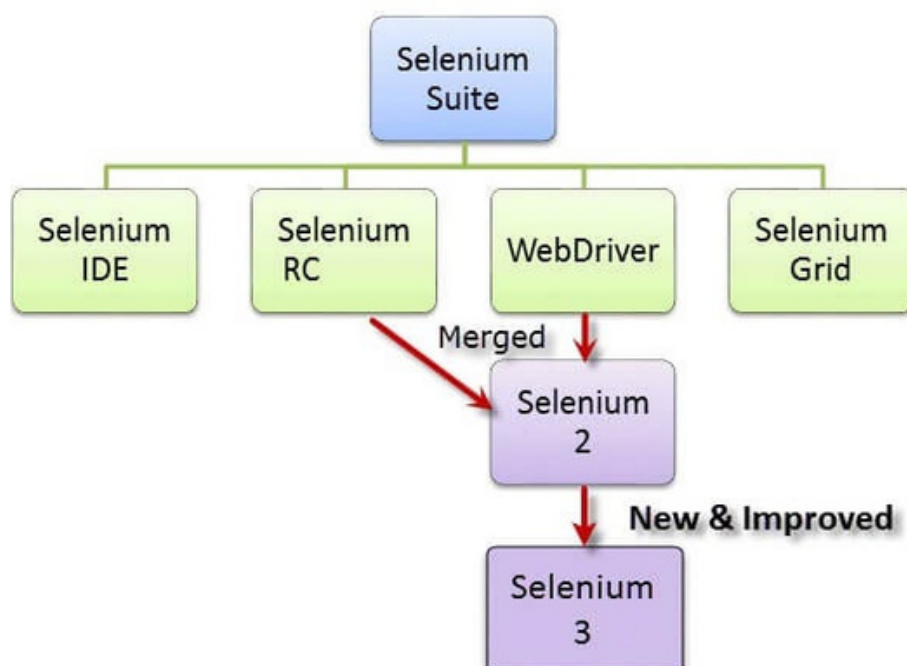 Selenium
Suite
Selenium
IDE
Selenium
RC
WebDriver
Selenium
Grid
Merged
Selenium
2
New & Improved
Selenium
3